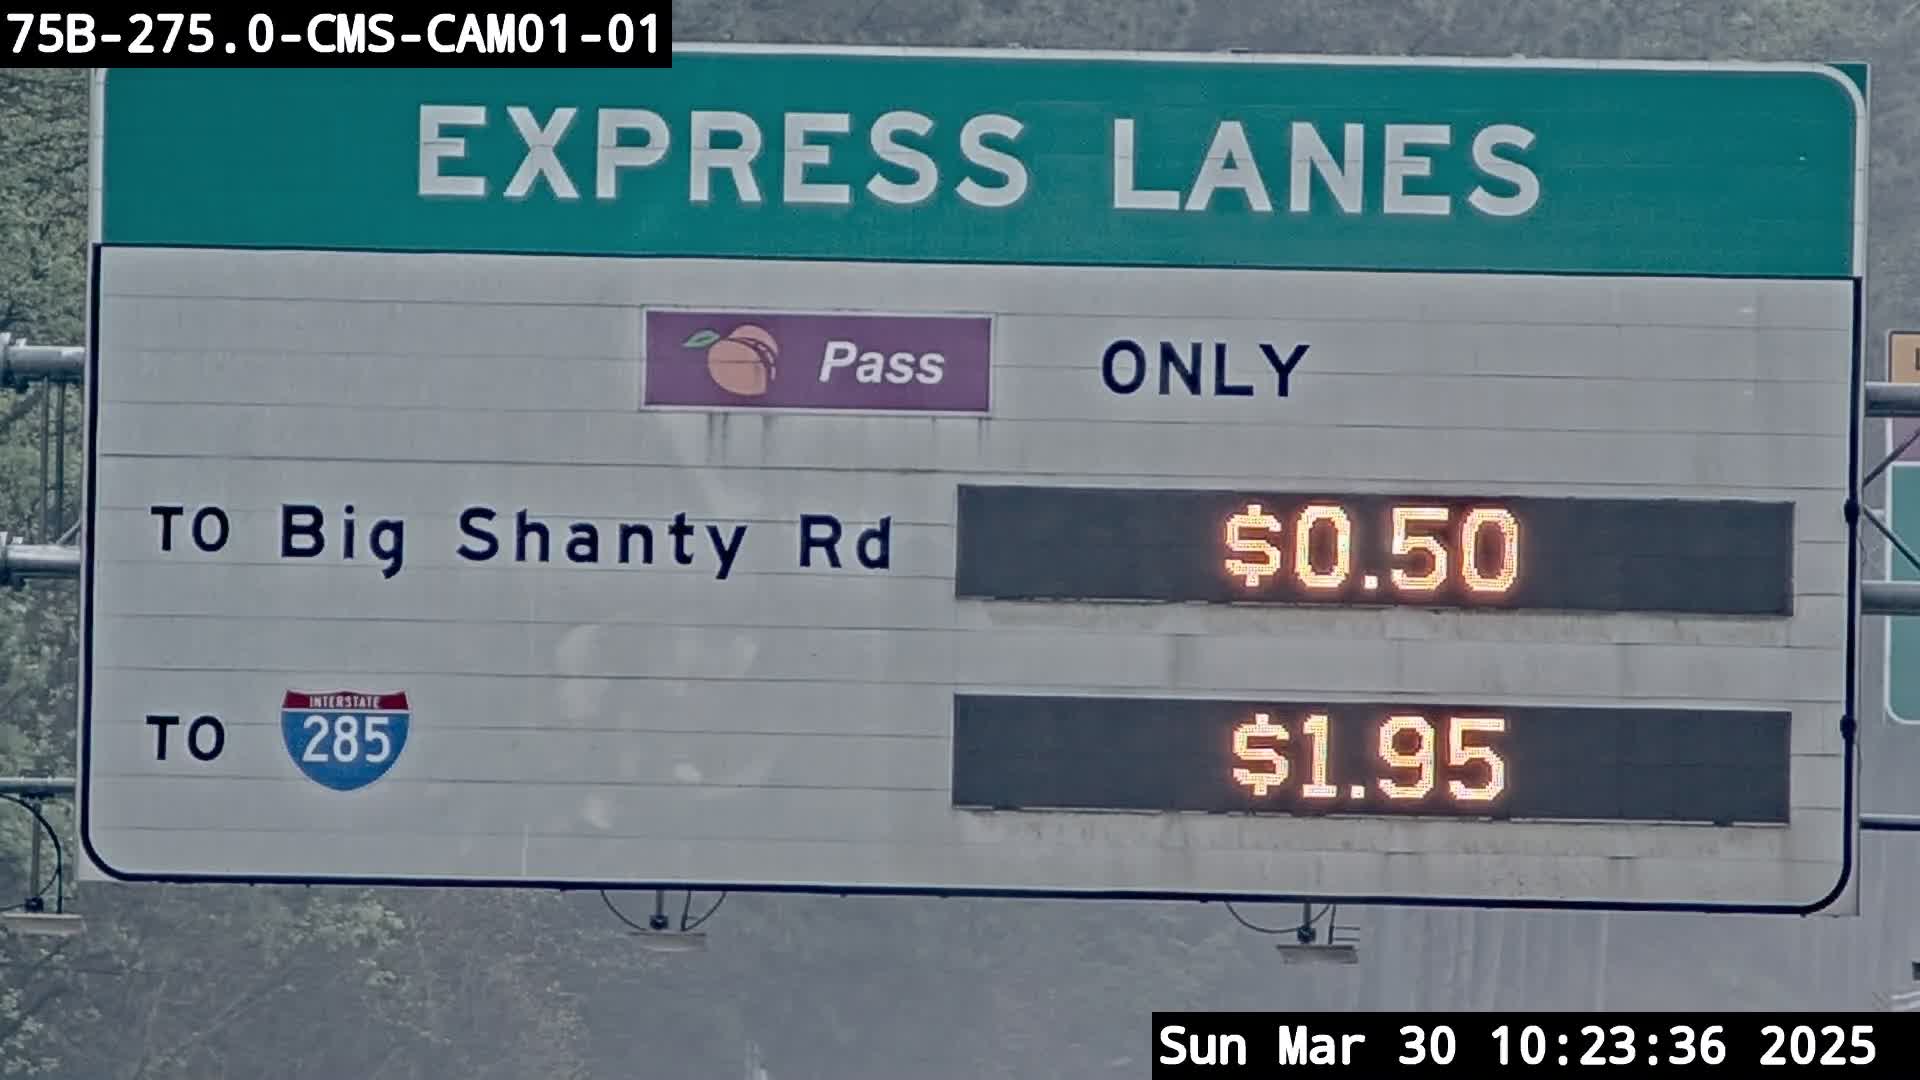 75B-275.0-CMS-CAM01-01
EXPRESS LANES
Pass ONLY
TO Big Shanty Rd $0.50
TO INTERSTATE 285 $1.95
Sun Mar 30 10:23:36 2025